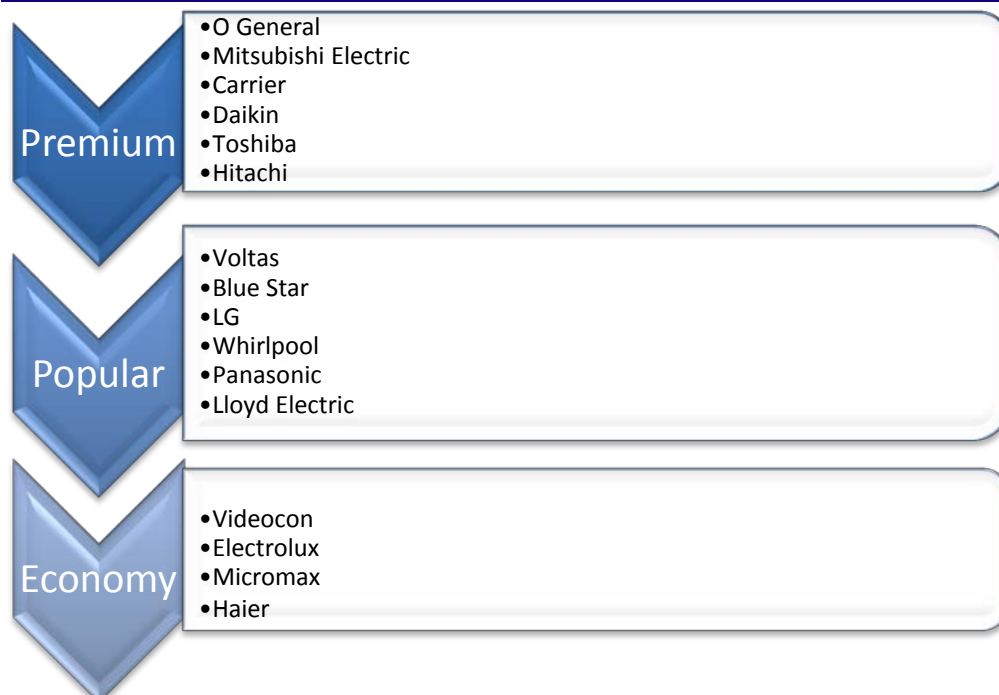 Premium
•O General
•Mitsubishi Electric
•Carrier
•Daikin
•Toshiba
•Hitachi
Popular
•Voltas
•Blue Star
•LG
•Whirlpool
•Panasonic
•Lloyd Electric
Economy
•Videocon
•Electrolux
•Micromax
•Haier